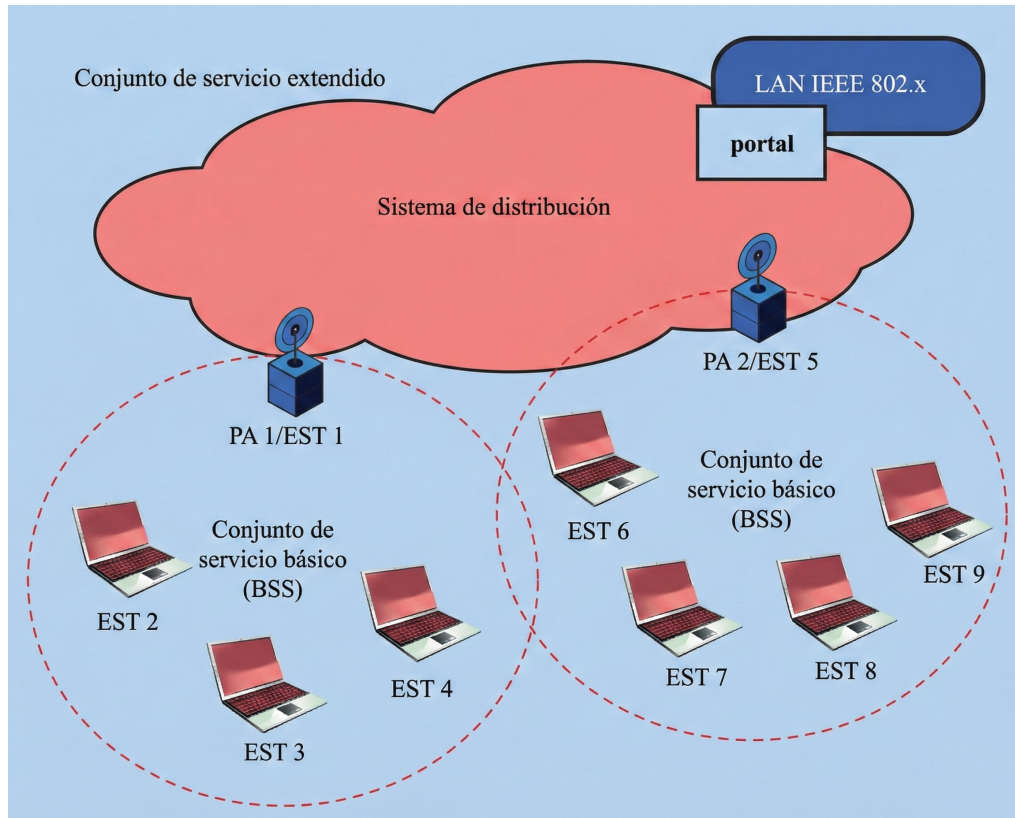 Conjunto de servicio extendido
LAN IEEE 802.x
portal
Sistema de distribución
PA 1/EST 1
PA 2/EST 5
Conjunto de
servicio básico
(BSS)
EST 2
EST 3
EST 4
Conjunto de
servicio básico
(BSS)
EST 6
EST 7
EST 8
EST 9